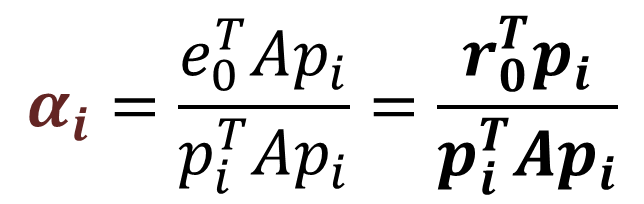 α_i = e_0^T A p_i / p_i^T A p_i = r_0^T p_i / p_i^T A p_i